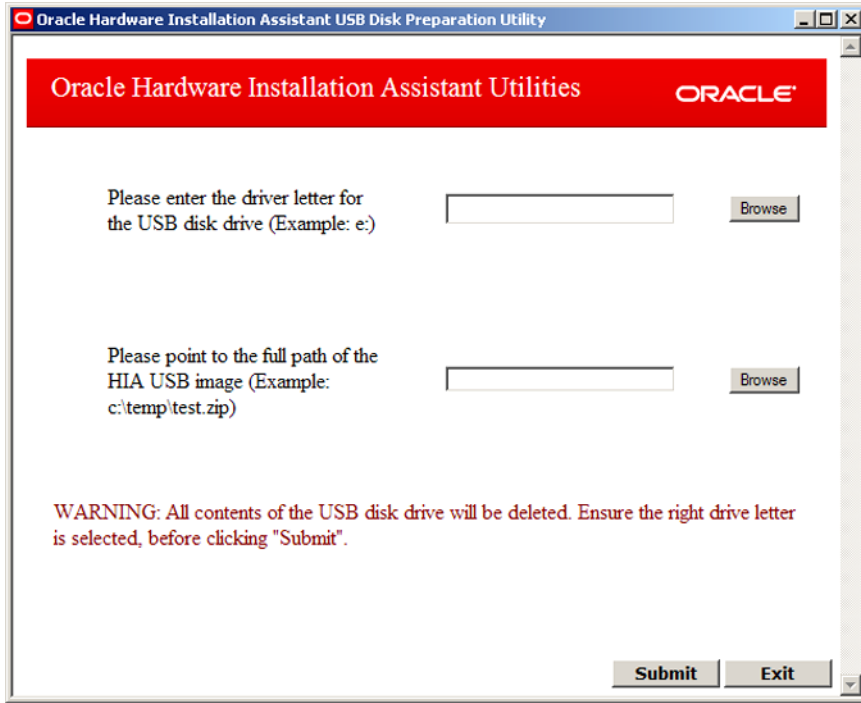 Oracle Hardware Installation Assistant USB Disk Preparation Utility
Oracle Hardware Installation Assistant Utilities
ORACLE
Please enter the driver letter for
the USB disk drive (Example: e:)
Browse
Please point to the full path of the
HIA USB image (Example:
c:\temp\test.zip)
Browse
WARNING: All contents of the USB disk drive will be deleted. Ensure the right drive letter
is selected, before clicking "Submit".
Submit
Exit